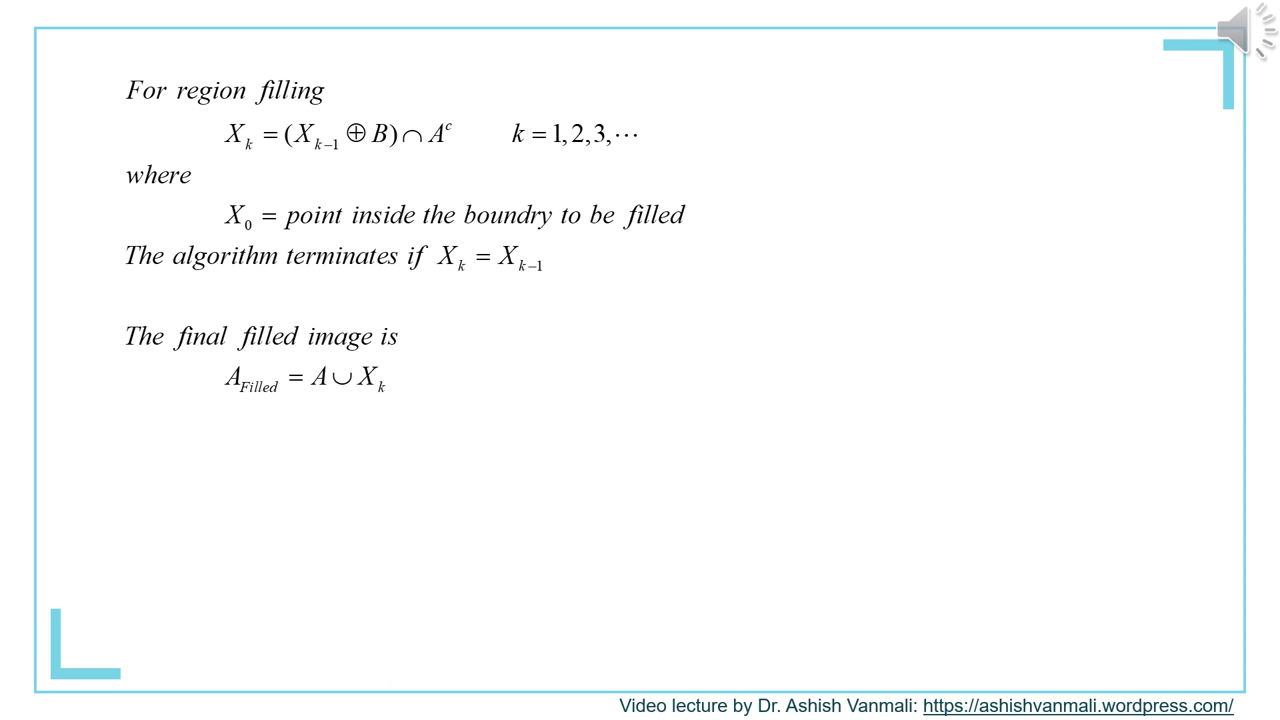 For region filling
X_k = (X_{k−1} ⊕ B) ∩ A^c k = 1, 2, 3, ⋯
where
X_0 = point inside the boundry to be filled
The algorithm terminates if X_k = X_{k−1}
The final filled image is
A_{Filled} = A ∪ X_k
Video lecture by Dr. Ashish Vanmali: https://ashishvanmali.wordpress.com/